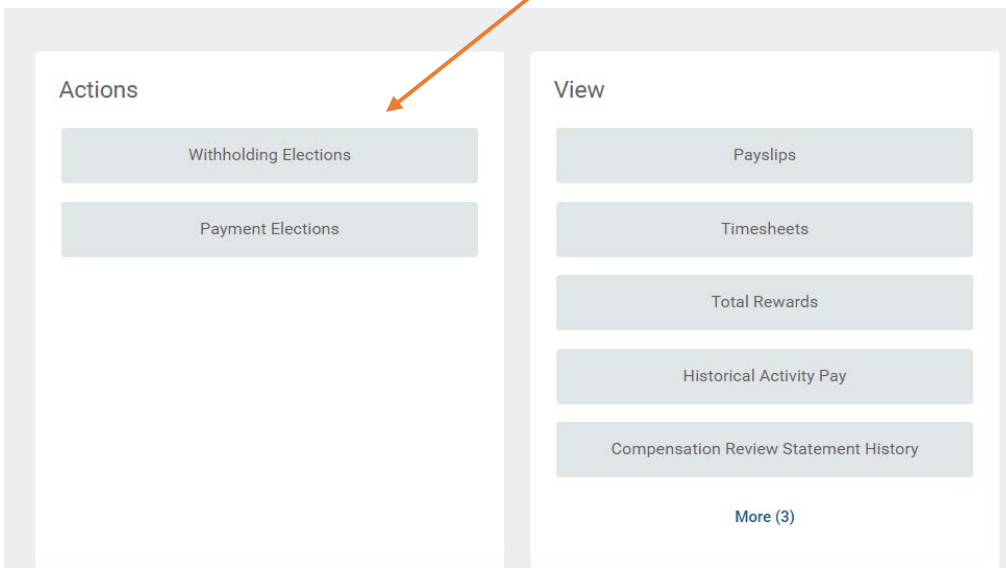 Actions
Withholding Elections
Payment Elections
View
Payslips
Timesheets
Total Rewards
Historical Activity Pay
Compensation Review Statement History
More (3)